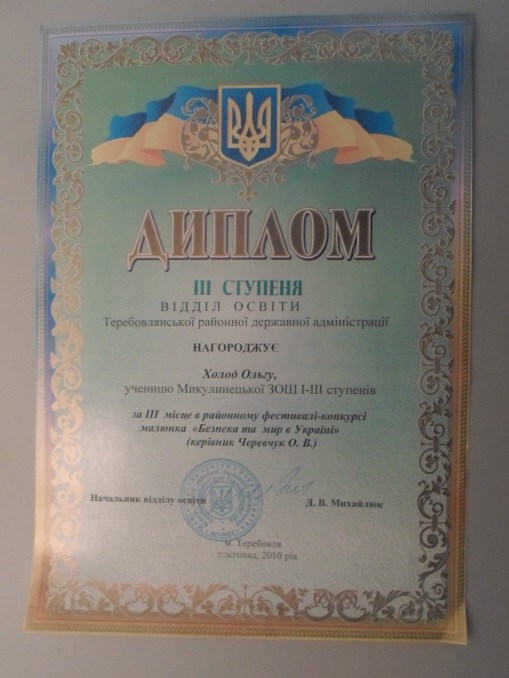 ДИПЛОМ
ІІІ СТУПЕНЯ
ВІДДІЛ ОСВІТИ
Теребовлянської районної державної адміністрації
НАГОРОДЖУЄ
Холод Ольгу,
ученицю Микулинецької ЗОШ І-ІІІ ступенів
за ІІІ місце в районному фестивалі-конкурсі
малюнка «Безпека та мир в Україні»
(керівник Черевчук О. В.)
Начальник відділу освіти Д. В. Михайлюк
м. Теребовля
листопад, 2010 рік